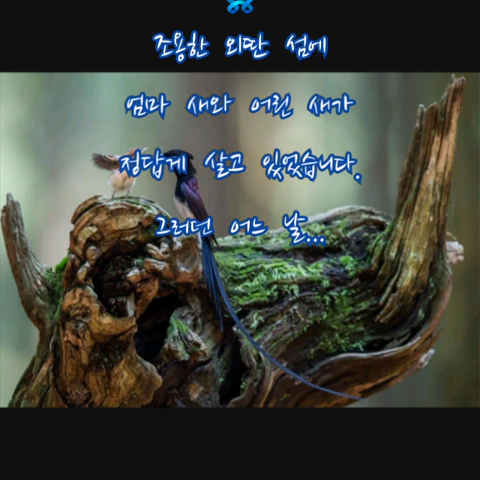 조용한 외딴 섬에
엄마 새와 어린 새가
정답게 살고 있었습니다.
그러던 어느 날...